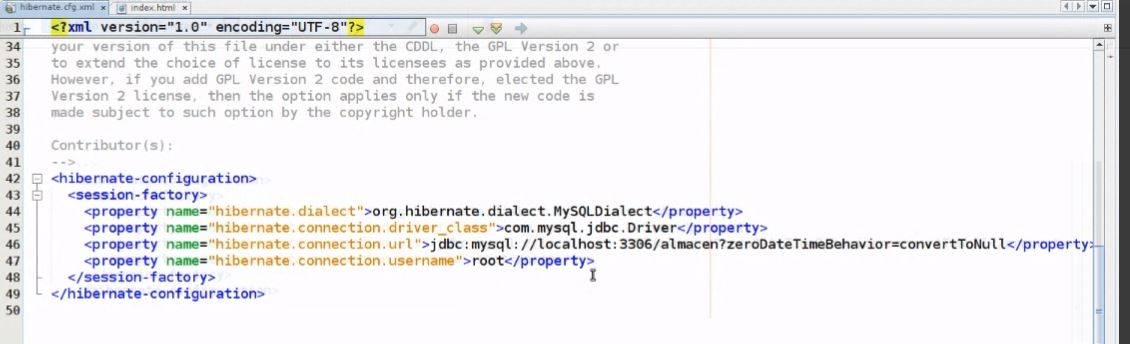 hibernate.cfg.xml × index.html ×
1 <?xml version="1.0" encoding="UTF-8"?>
34 your version of this file under either the CDDL, the GPL Version 2 or
35 to extend the choice of license to its licensees as provided above.
36 However, if you add GPL Version 2 code and therefore, elected the GPL
37 Version 2 license, then the option applies only if the new code is
38 made subject to such option by the copyright holder.
39
40 Contributor(s):
41 -->
42 <hibernate-configuration>
43 <session-factory>
44 <property name="hibernate.dialect">org.hibernate.dialect.MySQLDialect</property>
45 <property name="hibernate.connection.driver_class">com.mysql.jdbc.Driver</property>
46 <property name="hibernate.connection.url">jdbc:mysql://localhost:3306/almacen?zeroDateTimeBehavior=convertToNull</property>
47 <property name="hibernate.connection.username">root</property>
48 </session-factory>
49 </hibernate-configuration>
50